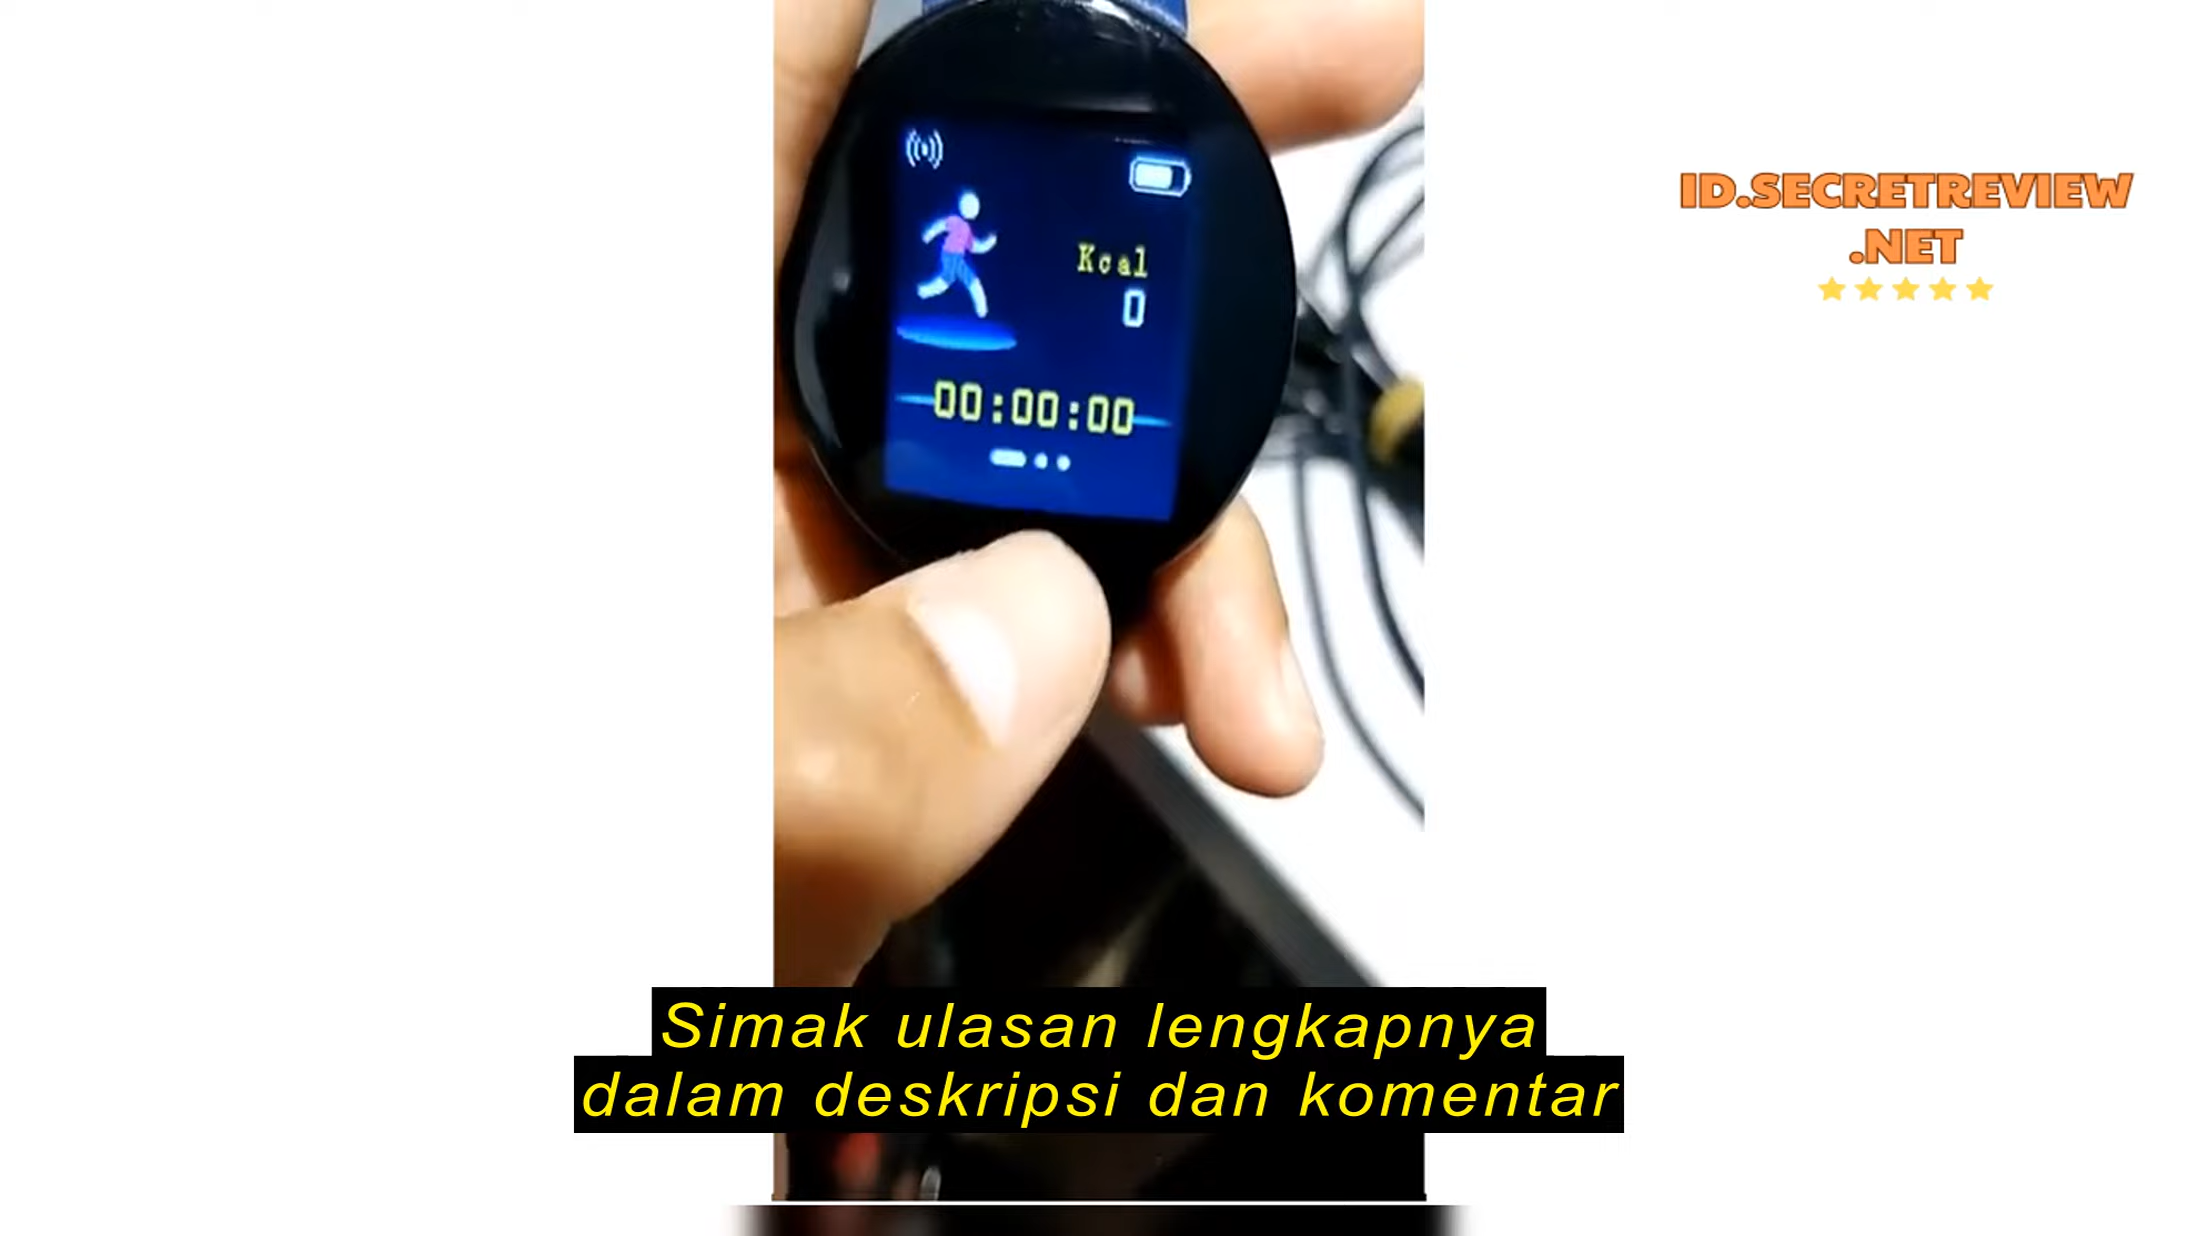 ID.SECRETREVIEW
.NET
Kcal
0
00:00:00
Simak ulasan lengkapnya
dalam deskripsi dan komentar